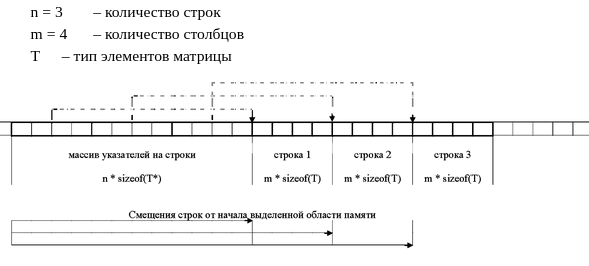 n = 3 – количество строк
m = 4 – количество столбцов
T – тип элементов матрицы
массив указателей на строки строка 1 строка 2 строка 3
n * sizeof(T*) m * sizeof(T) m * sizeof(T) m * sizeof(T)
Смещения строк от начала выделенной области памяти